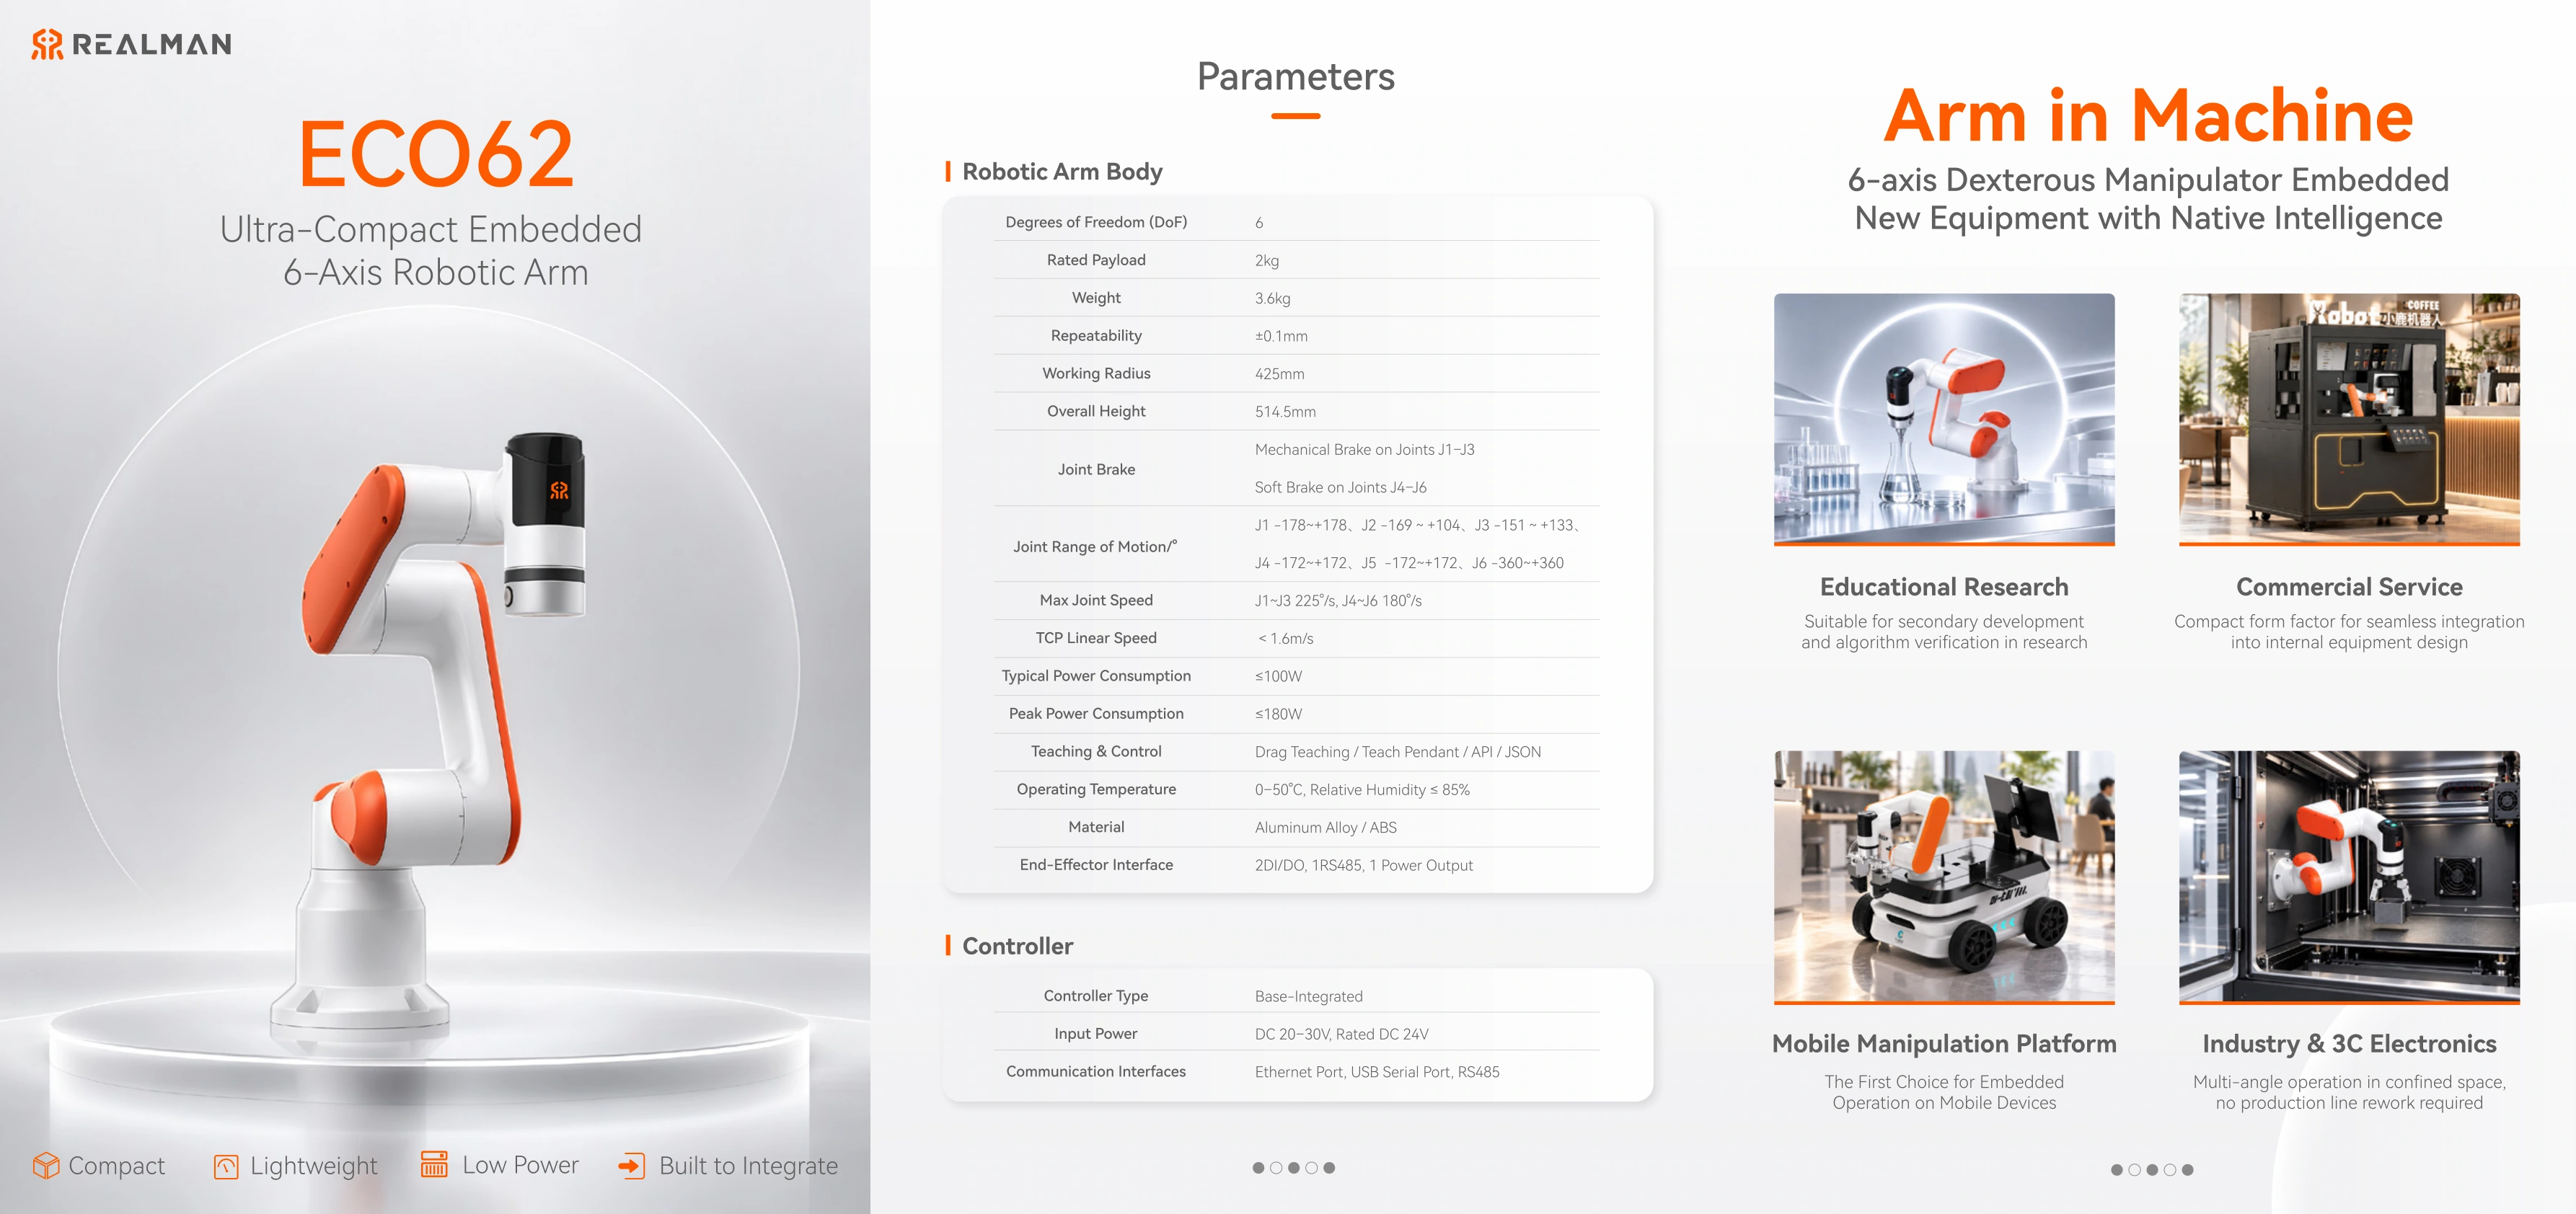 REALMAN
ECO62
Ultra-Compact Embedded
6-Axis Robotic Arm
Compact
Lightweight
Low Power
Built to Integrate
Parameters
Robotic Arm Body
Degrees of Freedom (DoF) 6
Rated Payload 2kg
Weight 3.6kg
Repeatability ±0.1mm
Working Radius 425mm
Overall Height 514.5mm
Joint Brake
Mechanical Brake on Joints J1-J3
Soft Brake on Joints J4-J6
Joint Range of Motion/°
J1 -178~+178、J2 -169 ~ +104、J3 -151 ~ +133、
J4 -172~+172、J5 -172~+172、J6 -360~+360
Max Joint Speed J1~J3 225°/s, J4~J6 180°/s
TCP Linear Speed < 1.6m/s
Typical Power Consumption ≤100W
Peak Power Consumption ≤180W
Teaching & Control Drag Teaching / Teach Pendant / API / JSON
Operating Temperature 0-50°C, Relative Humidity ≤ 85%
Material Aluminum Alloy / ABS
End-Effector Interface 2DI/DO, 1RS485, 1 Power Output
Controller
Controller Type Base-Integrated
Input Power DC 20-30V, Rated DC 24V
Communication Interfaces Ethernet Port, USB Serial Port, RS485
Arm in Machine
6-axis Dexterous Manipulator Embedded
New Equipment with Native Intelligence
COFFEE
小鹿机器人
Educational Research
Suitable for secondary development
and algorithm verification in research
Commercial Service
Compact form factor for seamless integration
into internal equipment design
Mobile Manipulation Platform
The First Choice for Embedded
Operation on Mobile Devices
Industry & 3C Electronics
Multi-angle operation in confined space,
no production line rework required